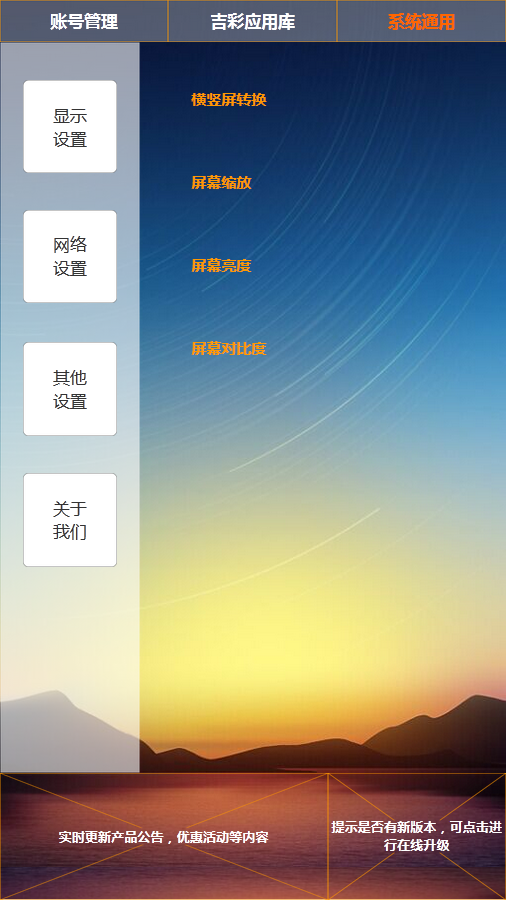 账号管理
吉彩应用库
系统通用
显示
设置
网络
设置
其他
设置
关于
我们
横竖屏转换
屏幕缩放
屏幕亮度
屏幕对比度
实时更新产品公告，优惠活动等内容
提示是否有新版本，可点击进
行在线升级